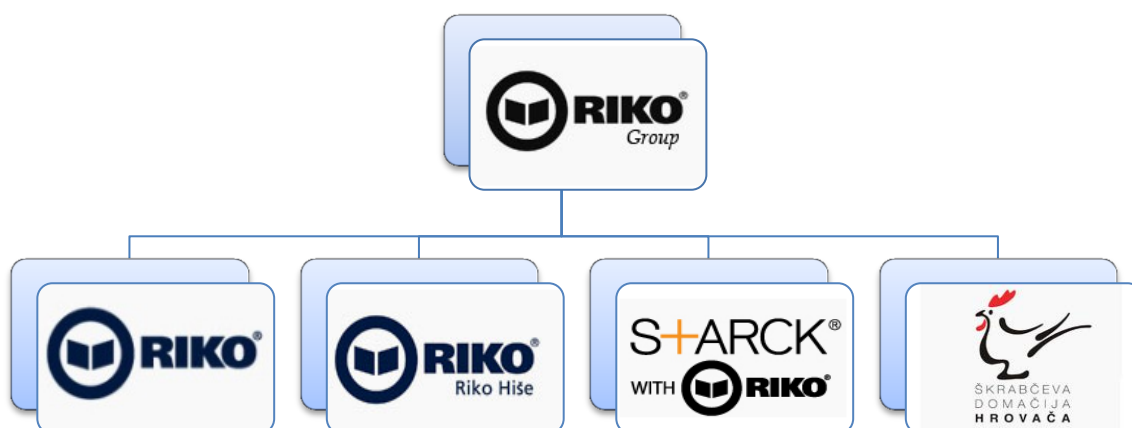 RIKO®
Group
RIKO®
RIKO®
Riko Hiše
S+ARCK®
WITH RIKO®
ŠKRABČEVA
DOMAČIJA
HROVAČA